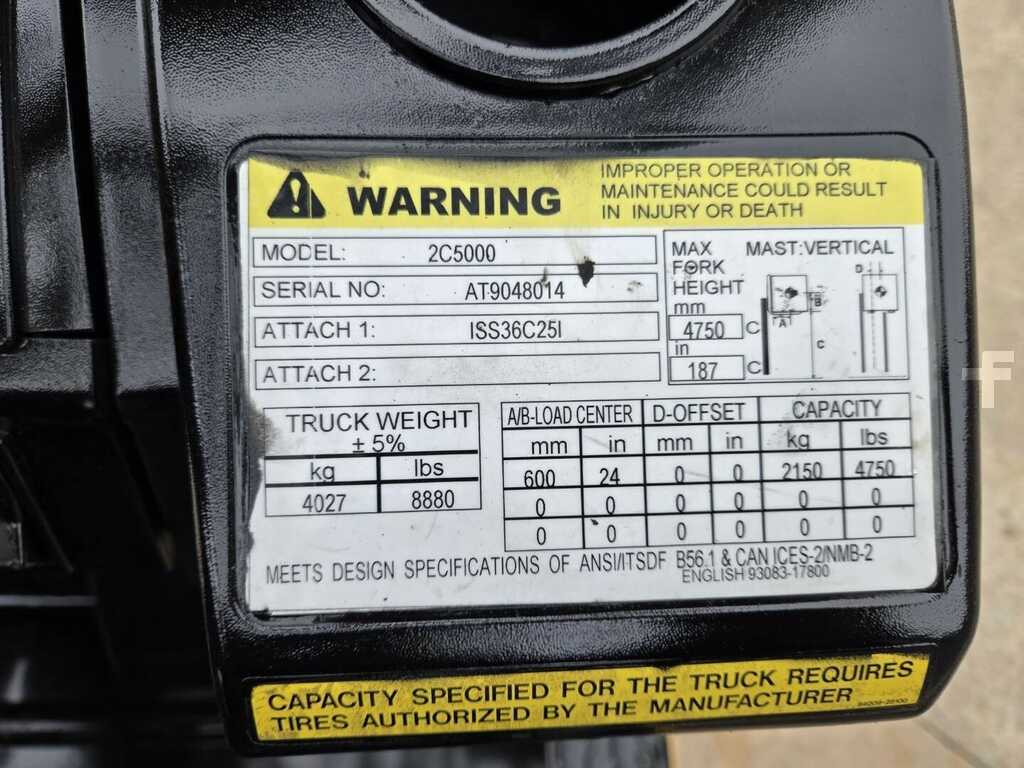 WARNING
IMPROPER OPERATION OR
MAINTENANCE COULD RESULT
IN INJURY OR DEATH
MODEL: 2C5000
SERIAL NO: AT9048014
ATTACH 1: ISS36C25I
ATTACH 2:
MAX MAST:VERTICAL
FORK
HEIGHT
mm
4750 C
in
187 C
D
B
A
C
TRUCK WEIGHT
± 5%
kg lbs
4027 8880
A/B-LOAD CENTER D-OFFSET CAPACITY
mm in mm in kg lbs
600 24 0 0 2150 4750
0 0 0 0 0 0
0 0 0 0 0 0
MEETS DESIGN SPECIFICATIONS OF ANSI/ITSDF B56.1 & CAN ICES-2/NMB-2
ENGLISH 93083-17800
CAPACITY SPECIFIED FOR THE TRUCK REQUIRES
TIRES AUTHORIZED BY THE MANUFACTURER
f